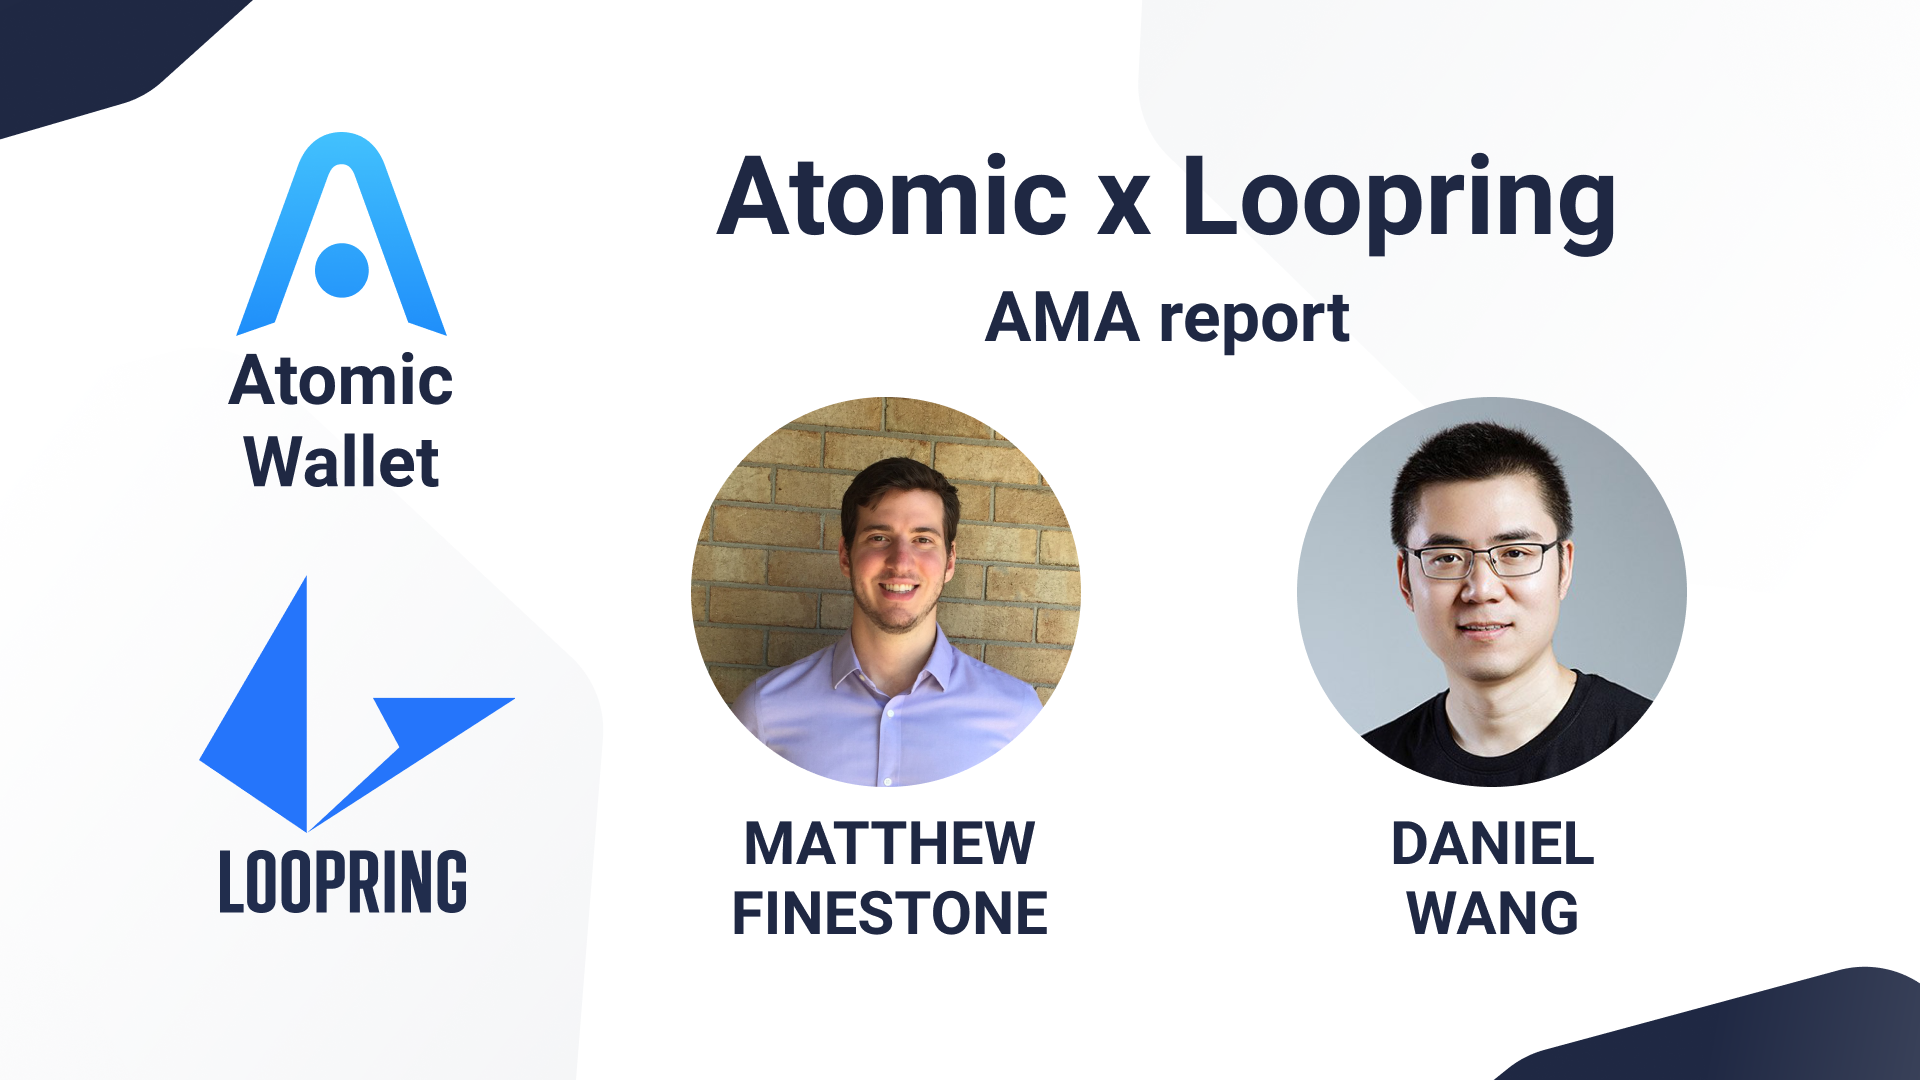 Atomic x Loopring
AMA report
Atomic
Wallet
LOOPRING
MATTHEW
FINESTONE
DANIEL
WANG